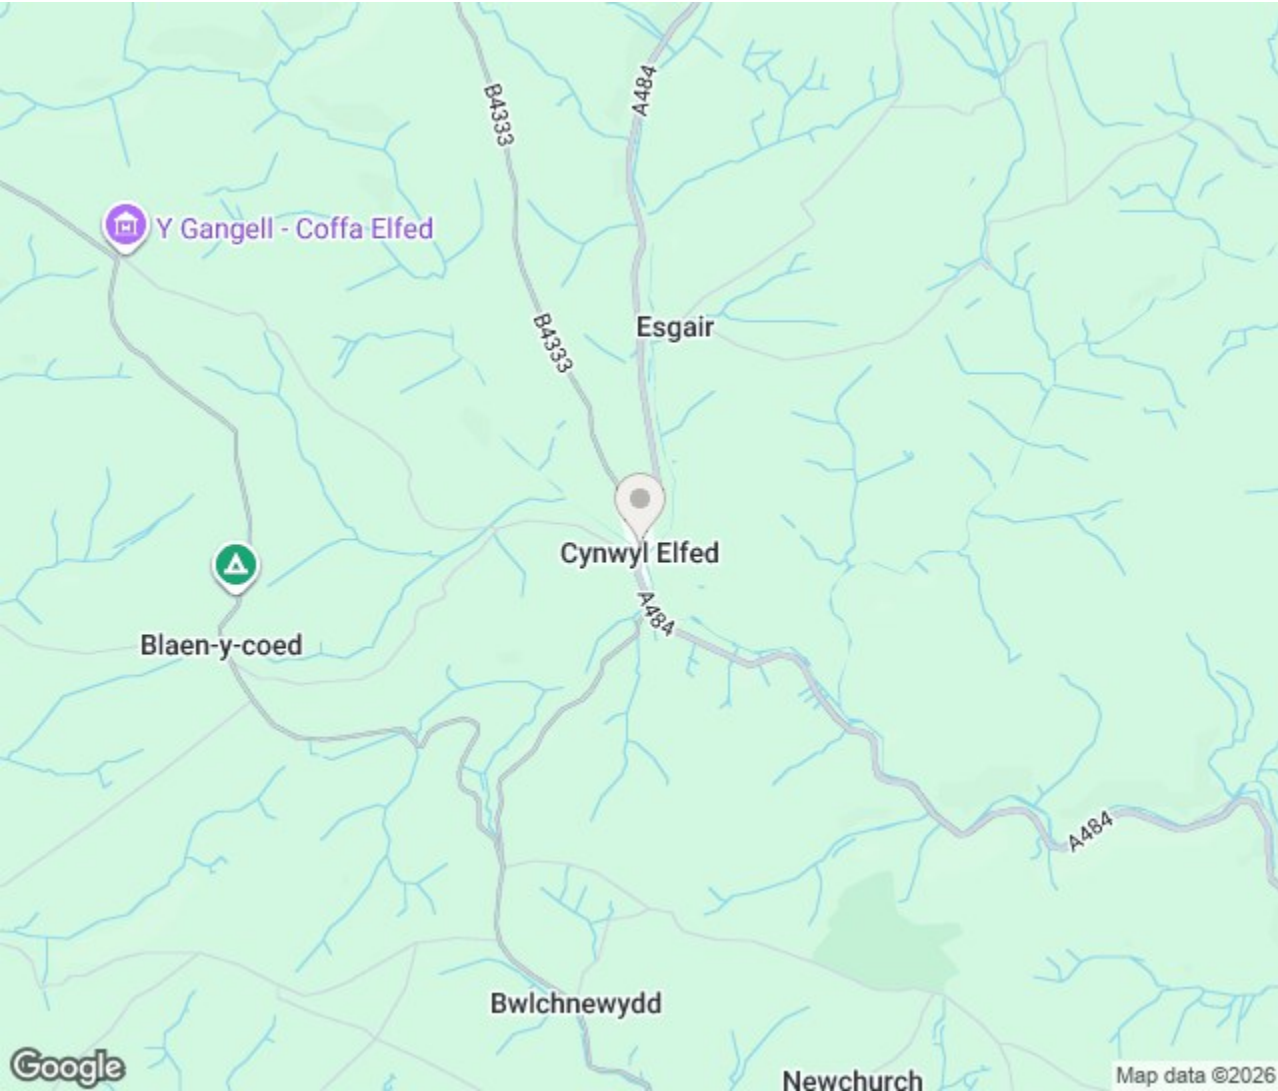 A484
B4333
Y Gangell - Coffa Elfed
Esgair
B4333
Cynwyl Elfed
A484
Blaen-y-coed
A484
Bwlchnewydd
Newchurch
Google
Map data ©2026